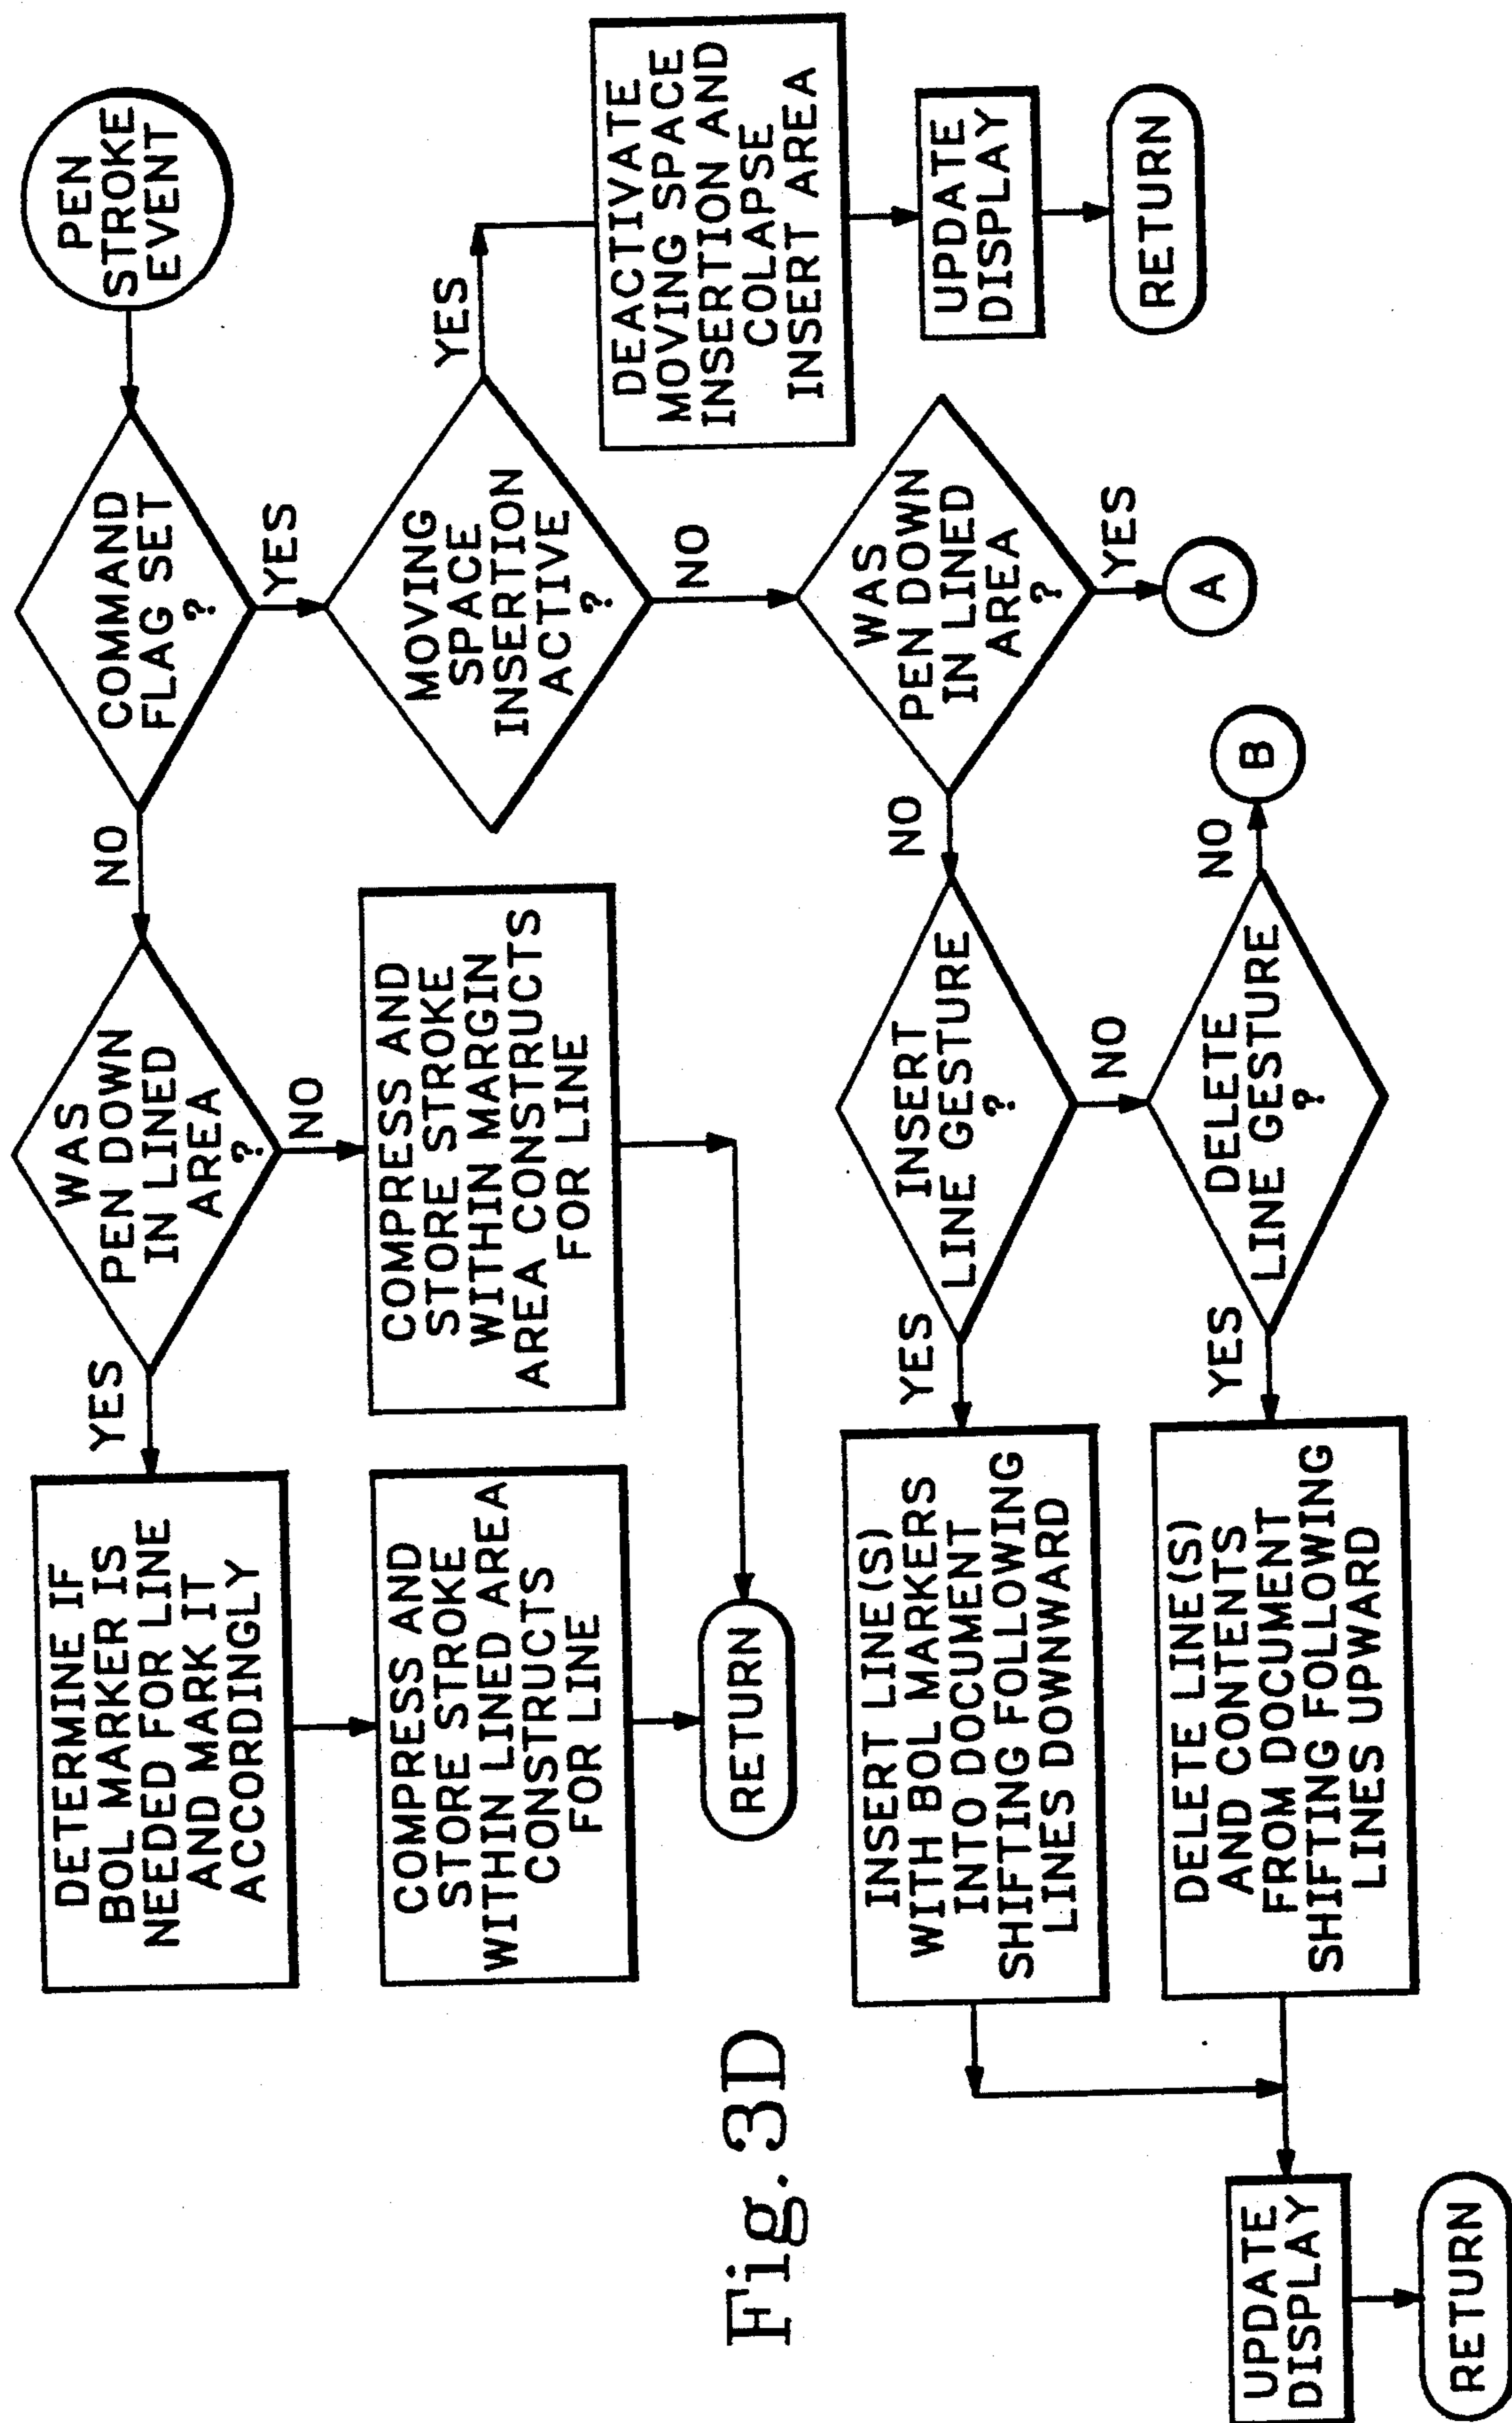 PEN
STROKE
EVENT
COMMAND
FLAG SET
?
NO
YES
WAS
PEN DOWN
IN LINED
AREA
?
YES
NO
DETERMINE IF
BOL MARKER IS
NEEDED FOR LINE
AND MARK IT
ACCORDINGLY
COMPRESS AND
STORE STROKE
WITHIN LINED AREA
CONSTRUCTS
FOR LINE
COMPRESS AND
STORE STROKE
WITHIN MARGIN
AREA CONSTRUCTS
FOR LINE
RETURN
MOVING
SPACE
INSERTION
ACTIVE
?
YES
NO
DEACTIVATE
MOVING SPACE
INSERTION AND
COLAPSE
INSERT AREA
UPDATE
DISPLAY
RETURN
WAS
PEN DOWN
IN LINED
AREA
?
YES
A
NO
INSERT
LINE GESTURE
?
YES
NO
INSERT LINE(S)
WITH BOL MARKERS
INTO DOCUMENT
SHIFTING FOLLOWING
LINES DOWNWARD
DELETE
LINE GESTURE
?
NO
B
YES
DELETE LINE(S)
AND CONTENTS
FROM DOCUMENT
SHIFTING FOLLOWING
LINES UPWARD
UPDATE
DISPLAY
RETURN
Fig. 3D